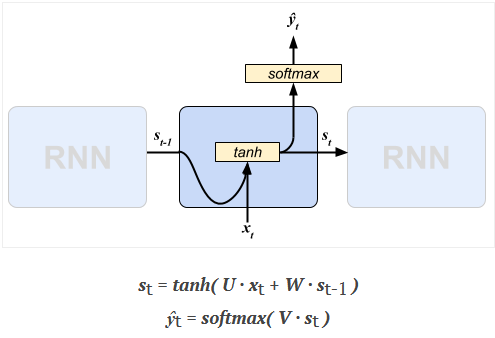 ŷt
softmax
RNN
st-1
tanh
st
RNN
xt
st = tanh( U · xt + W · st-1 )
ŷt = softmax( V · st )